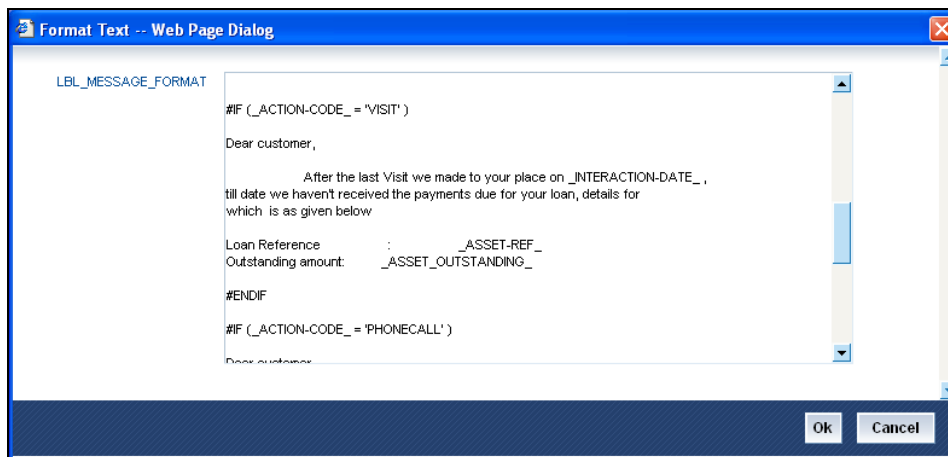 Format Text -- Web Page Dialog
LBL_MESSAGE_FORMAT
#IF (_ACTION-CODE_ = 'VISIT' )
Dear customer,
After the last Visit we made to your place on _INTERACTION-DATE_ ,
till date we haven't received the payments due for your loan, details for
which is as given below
Loan Reference : _ASSET-REF_
Outstanding amount: _ASSET_OUTSTANDING_
#ENDIF
#IF (_ACTION-CODE_ = 'PHONECALL' )
Dear customer
Ok Cancel